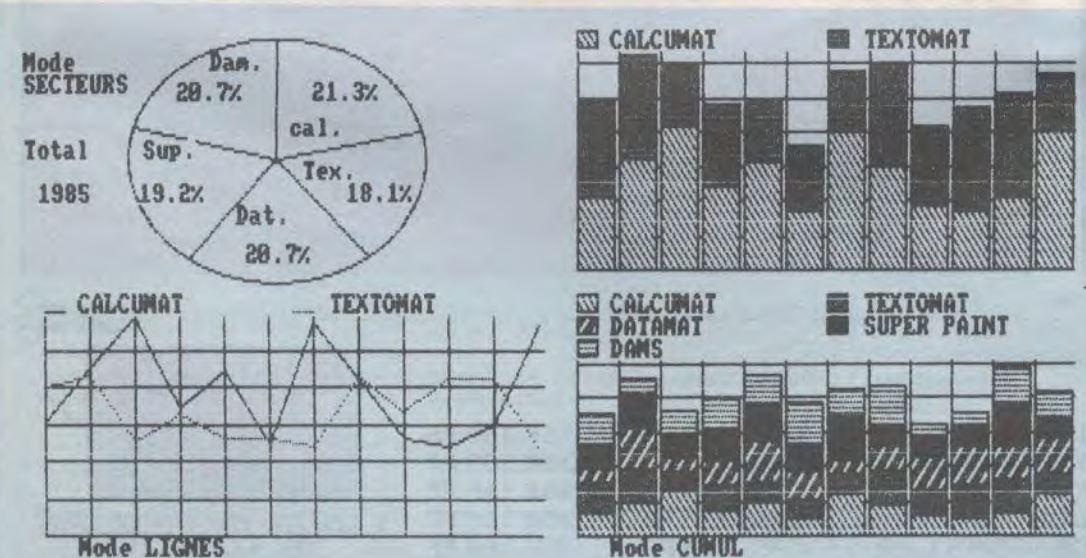 Mode
SECTEURS
Total
1985
Dam.
20.7%
21.3%
cal.
Sup.
19.2%
Tex.
18.1%
Dat.
20.7%
CALCUMAT TEXTOMAT
CALCUMAT TEXTOMAT
Mode LIGNES
CALCUMAT TEXTOMAT
DATAMAT SUPER PAINT
DAMS
Mode CUMUL